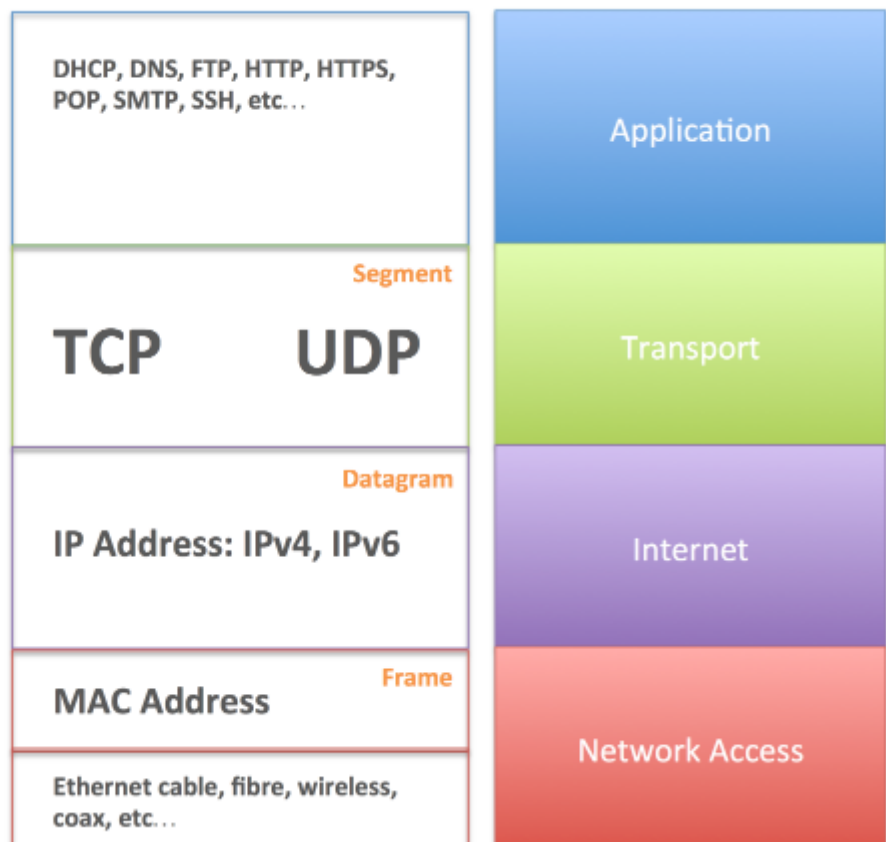 DHCP, DNS, FTP, HTTP, HTTPS,
POP, SMTP, SSH, etc...
Application
Segment
TCP UDP
Transport
Datagram
IP Address: IPv4, IPv6
Internet
Frame
MAC Address
Network Access
Ethernet cable, fibre, wireless,
coax, etc...